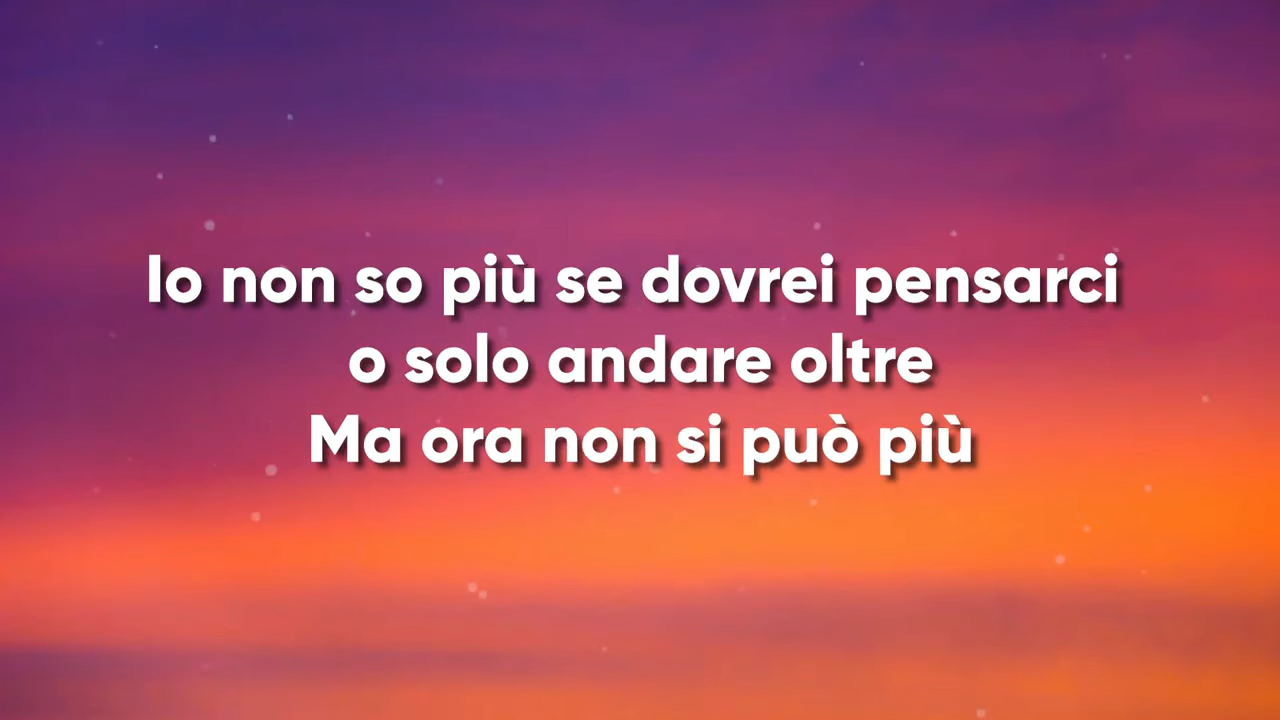 Io non so più se dovrei pensarci
o solo andare oltre
Ma ora non si può più